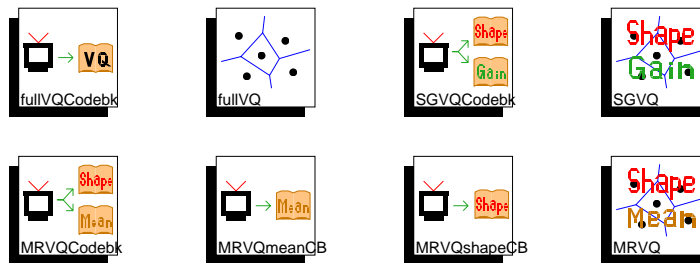 VQ
fullVQCodebk
fullVQ
Shape
Gain
SGVQCodebk
Shape
Gain
SGVQ
Shape
Mean
MRVQCodebk
Mean
MRVQmeanCB
Shape
MRVQshapeCB
Shape
Mean
MRVQ